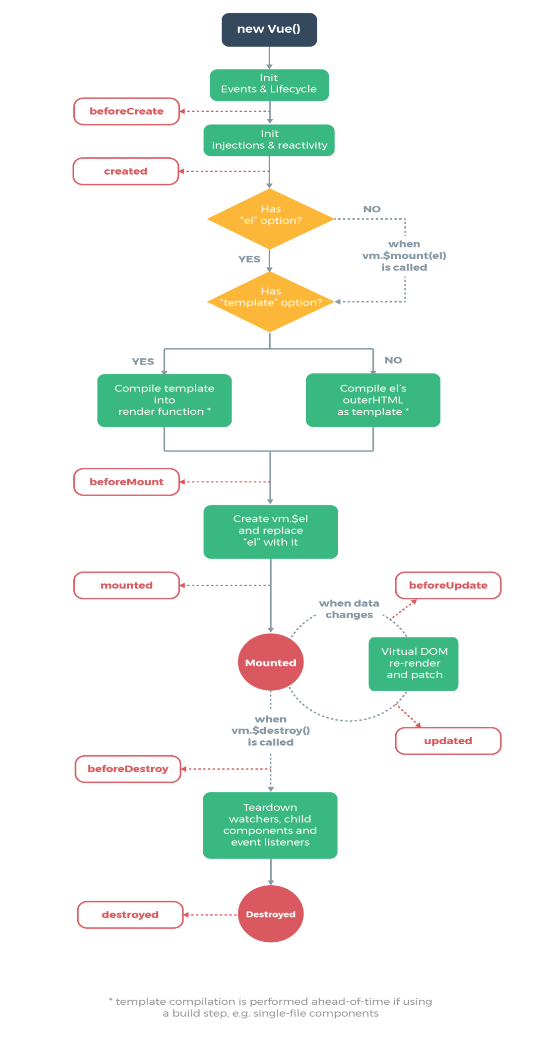 new Vue()
Init
Events & Lifecycle
beforeCreate
Init
injections & reactivity
created
Has
"el" option?
NO
when
vm.$mount(el)
is called
YES
Has
"template" option?
YES
NO
Compile template
into
render function *
Compile el's
outerHTML
as template *
beforeMount
Create vm.$el
and replace
"el" with it
mounted
when data
changes
beforeUpdate
Mounted
Virtual DOM
re-render
and patch
updated
when
vm.$destroy()
is called
beforeDestroy
Teardown
watchers, child
components and
event listeners
destroyed
Destroyed
* template compilation is performed ahead-of-time if using
a build step, e.g. single-file components